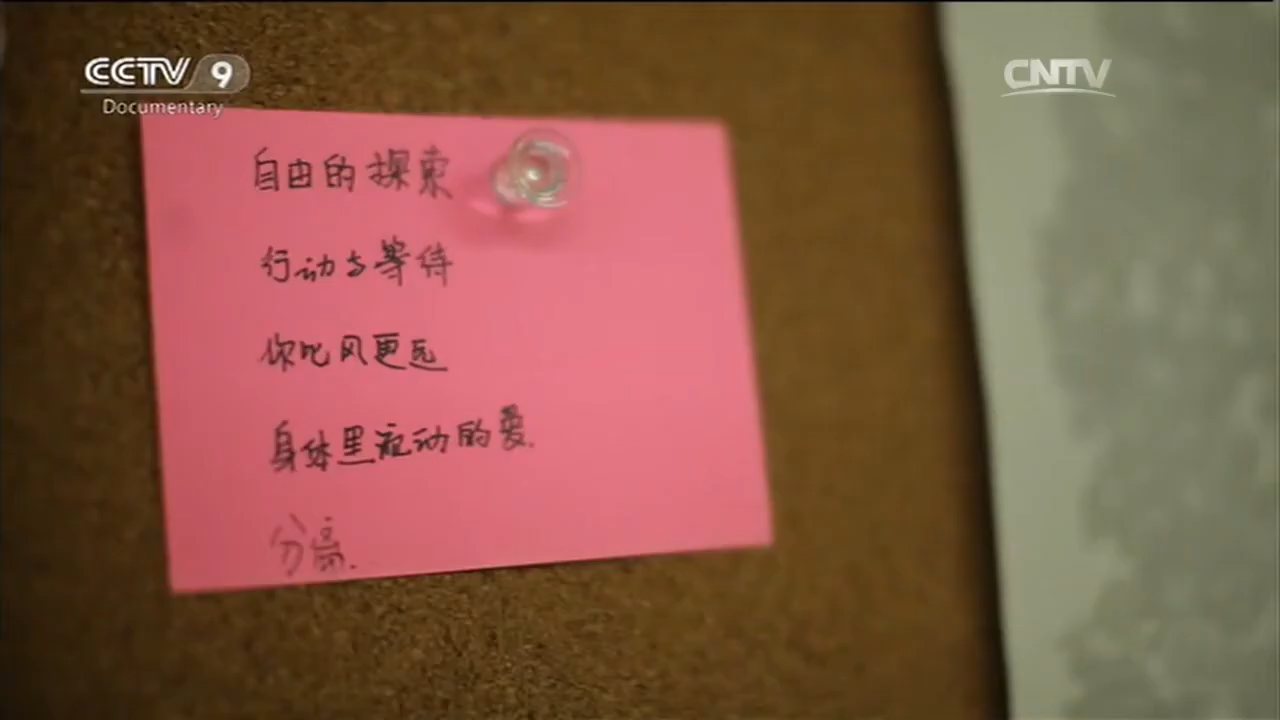 CCTV 9
Documentary
CNTV
自由的探索
行动与等待
你比风更远
身体里流动的爱.
分离.